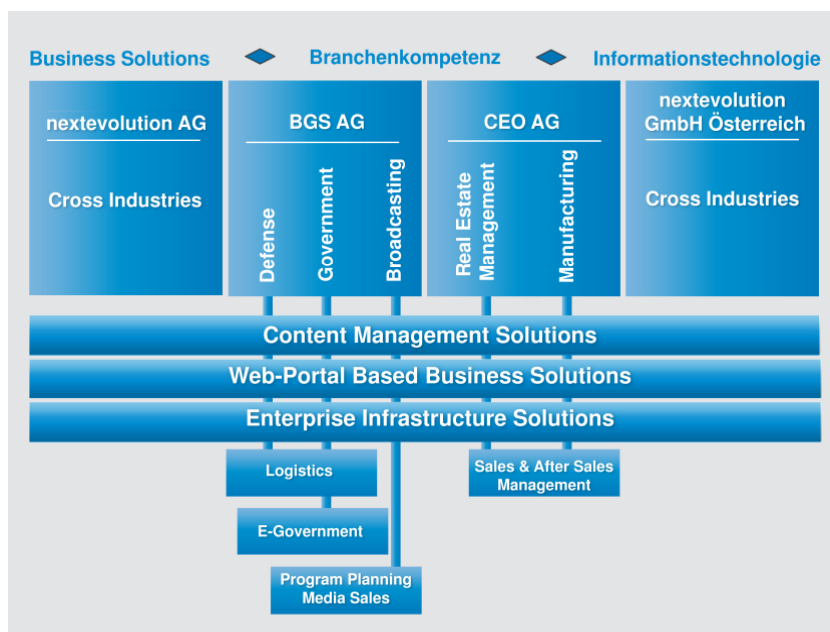 Business Solutions Branchenkompetenz Informationstechnologie
nextevolution AG
Cross Industries
BGS AG
Defense
Government
Broadcasting
CEO AG
Real Estate
Management
Manufacturing
nextevolution
GmbH Österreich
Cross Industries
Content Management Solutions
Web-Portal Based Business Solutions
Enterprise Infrastructure Solutions
Logistics
Sales & After Sales
Management
E-Government
Program Planning
Media Sales